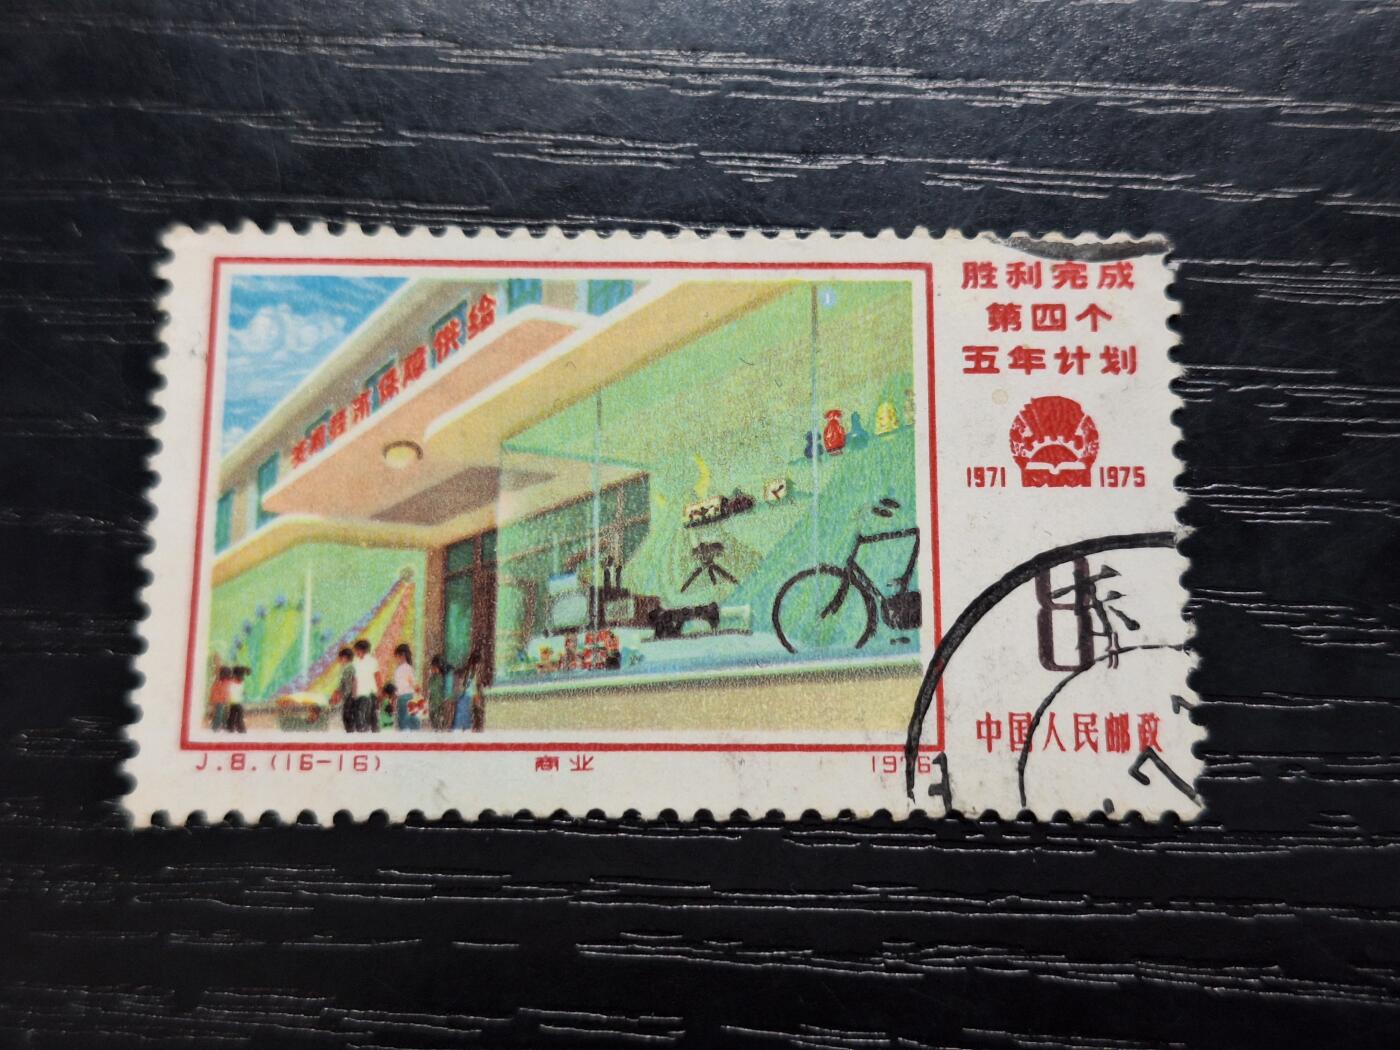 发展经济保障供给
胜利完成
第四个
五年计划
1971 1975
8
中国人民邮政
J.8.(16-16) 商业 1976